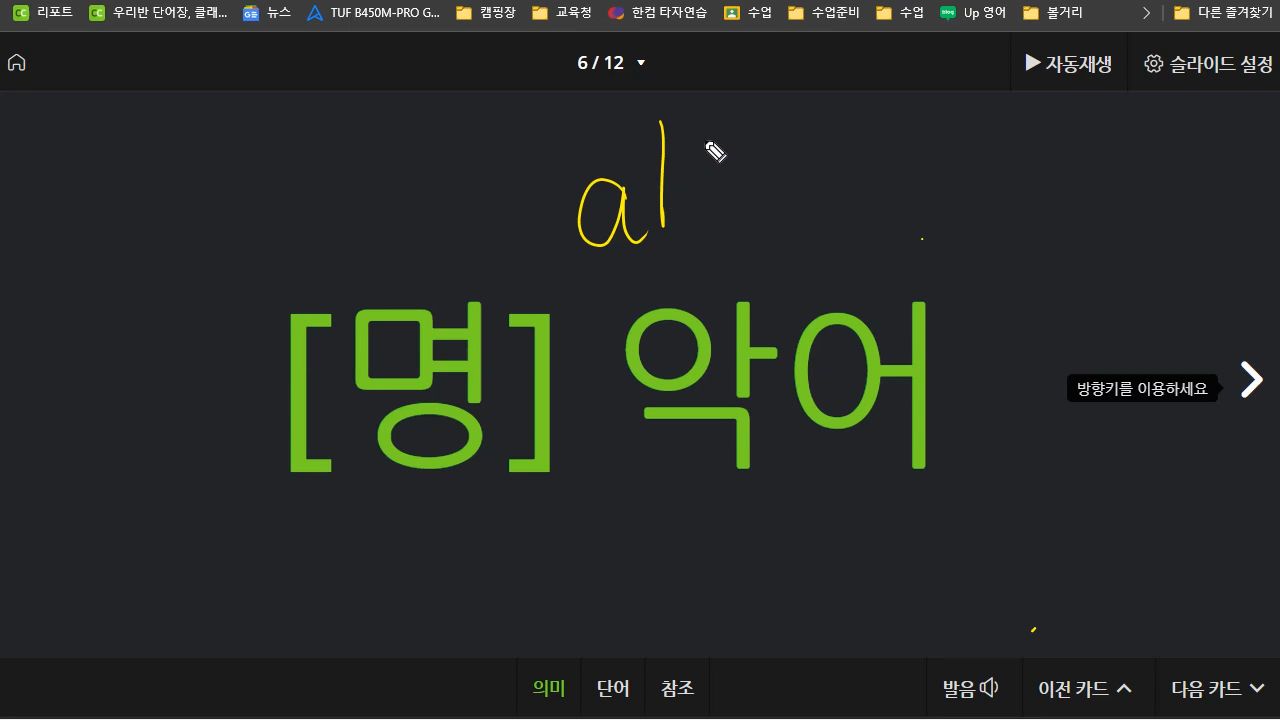 리포트 우리반 단어장, 클래... 뉴스 TUF B450M-PRO G... 캠핑장 교육청 한컴 타자연습 수업 수업준비 수업 Up 영어 볼거리 다른 즐겨찾기
6 / 12 자동재생 슬라이드 설정
al
[명] 악어
방향키를 이용하세요
의미 단어 참조 발음 이전 카드 다음 카드